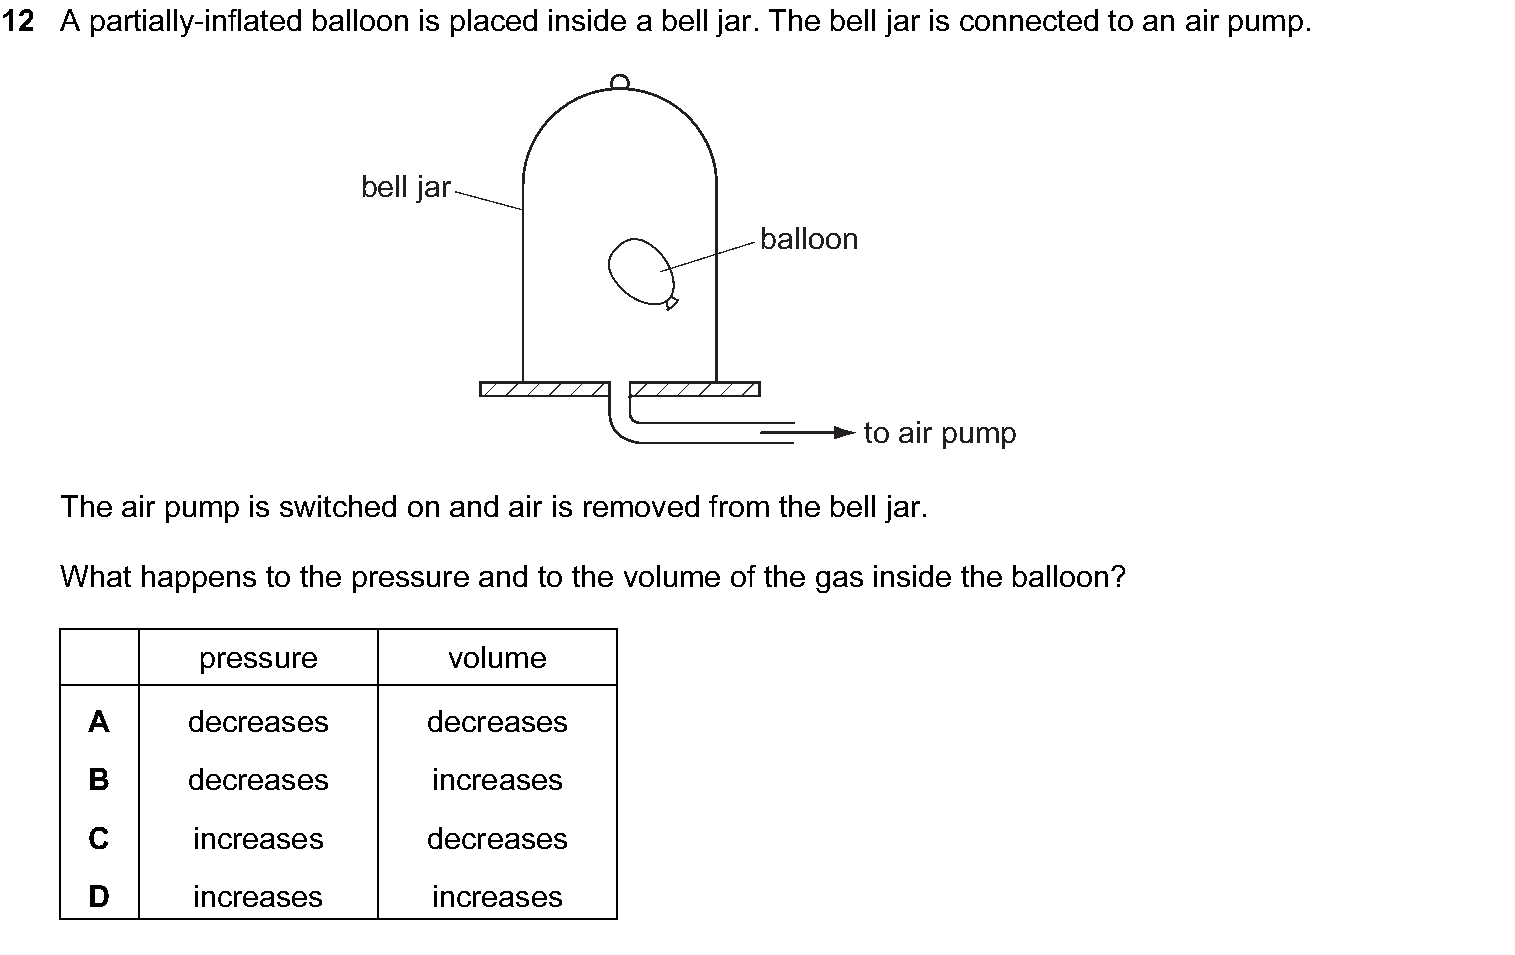 12 A partially-inflated balloon is placed inside a bell jar. The bell jar is connected to an air pump.
bell jar
balloon
to air pump
The air pump is switched on and air is removed from the bell jar.
What happens to the pressure and to the volume of the gas inside the balloon?
pressure volume
A decreases decreases
B decreases increases
C increases decreases
D increases increases